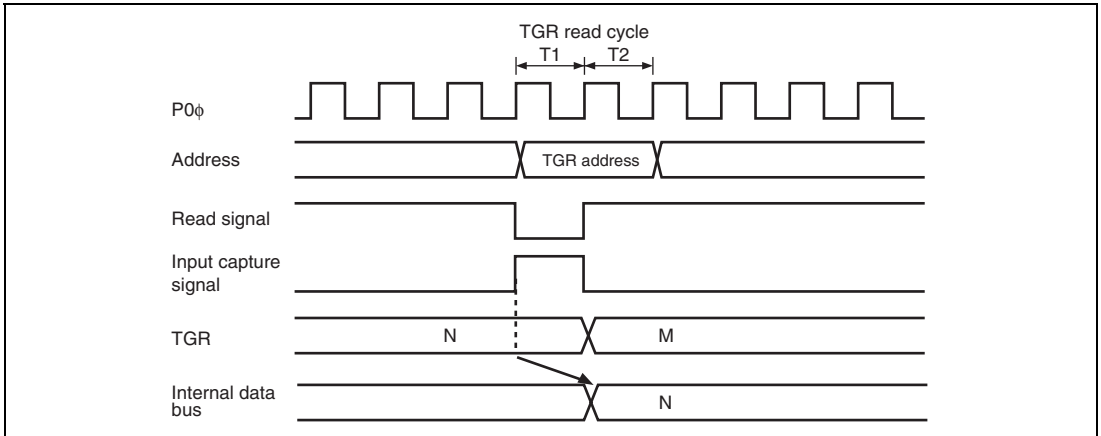 TGR read cycle
T1 T2
P0ϕ
Address
TGR address
Read signal
Input capture
signal
TGR
N
M
Internal data
bus
N